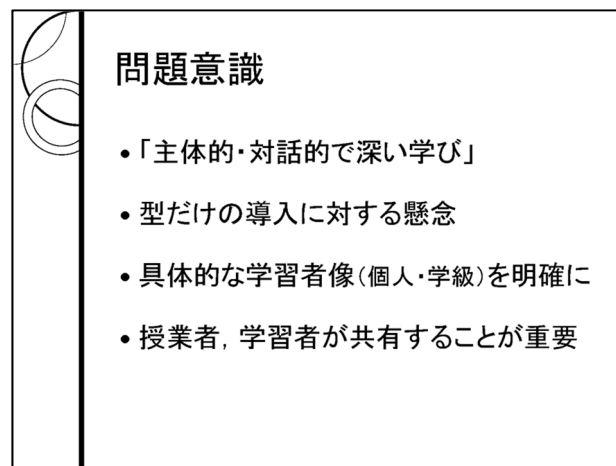 問題意識
•「主体的・対話的で深い学び」
•型だけの導入に対する懸念
•具体的な学習者像(個人・学級)を明確に
•授業者,学習者が共有することが重要